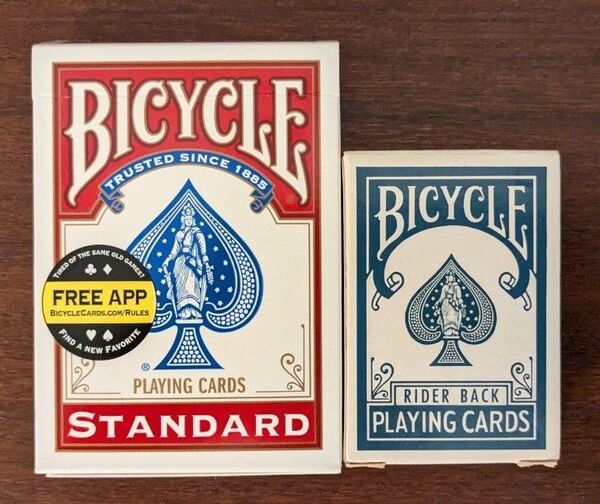 BICYCLE
®
TRUSTED SINCE 1885
TIRED OF THE SAME OLD GAMES?
FREE APP
BICYCLECARDS.COM/RULES
FIND A NEW FAVORITE
®
PLAYING CARDS
STANDARD
BICYCLE
RIDER BACK
PLAYING CARDS